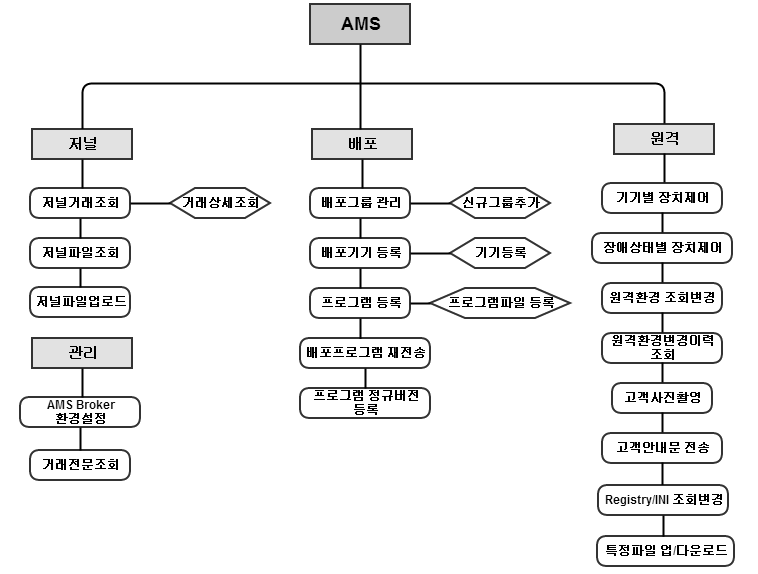 AMS
저널
저널거래조회
거래상세조회
저널파일조회
저널파일업로드
관리
AMS Broker
환경설정
거래전문조회
배포
배포그룹 관리
신규그룹추가
배포기기 등록
기기등록
프로그램 등록
프로그램파일 등록
배포프로그램 재전송
프로그램 정규버전
등록
원격
기기별 장치제어
장애상태별 장치제어
원격환경 조회변경
원격환경변경이력
조회
고객사진촬영
고객안내문 전송
Registry/INI 조회변경
특정파일 업/다운로드